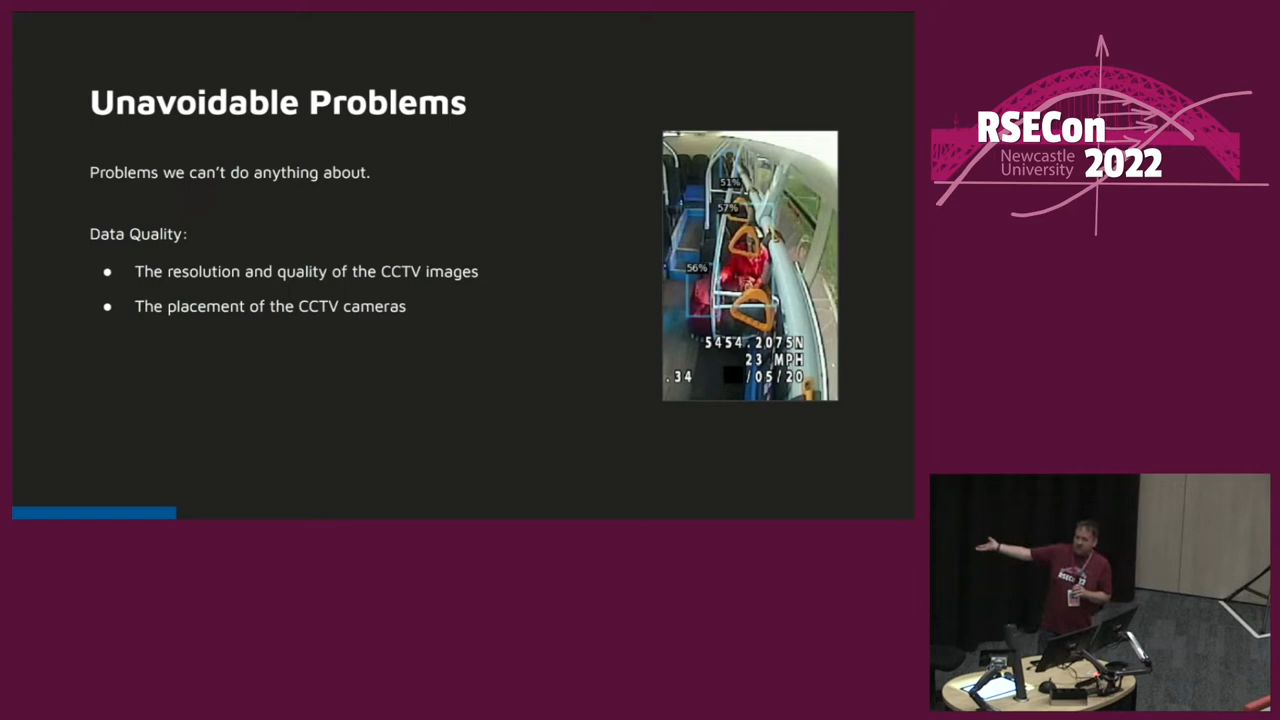 Unavoidable Problems
Problems we can't do anything about.
Data Quality:
● The resolution and quality of the CCTV images
● The placement of the CCTV cameras
51%
57%
56%
5454.2075N
23 MPH
.34 /05/20
RSECon
Newcastle
University 2022